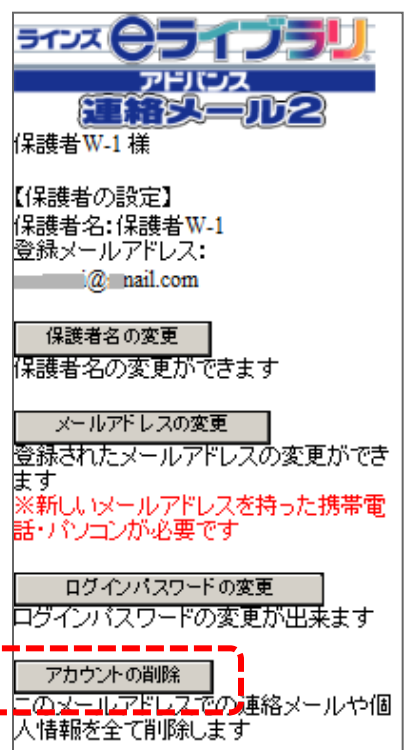 ラインズ eライブラリ
アドバンス
連絡メール2
保護者W-1 様
【保護者の設定】
保護者名：保護者W-1
登録メールアドレス：
i@ mail.com
保護者名の変更
保護者名の変更ができます
メールアドレスの変更
登録されたメールアドレスの変更ができ
ます
※新しいメールアドレスを持った携帯電
話・パソコンが必要です
ログインパスワードの変更
ログインパスワードの変更が出来ます
アカウントの削除
このメールアドレスでの連絡メールや個
人情報を全て削除します